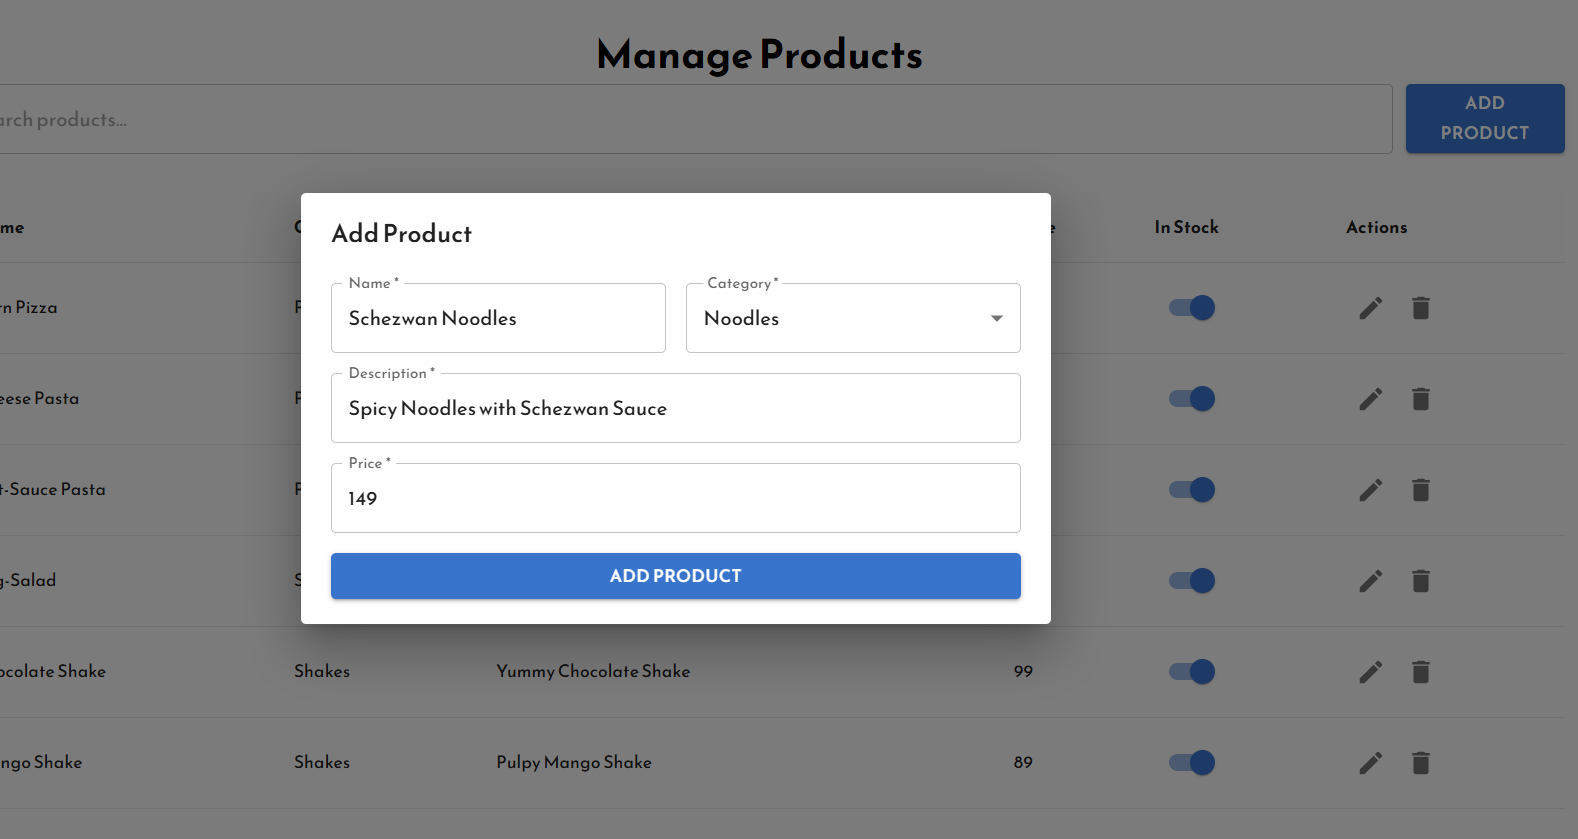 Manage Products
arch products...
ADD
PRODUCT
Add Product
Name *
Schezwan Noodles
Category *
Noodles
Description *
Spicy Noodles with Schezwan Sauce
Price *
149
ADD PRODUCT
me
In Stock
Actions
rn Pizza
eese Pasta
t-Sauce Pasta
g-Salad
ocolate Shake Shakes Yummy Chocolate Shake 99
ngo Shake Shakes Pulpy Mango Shake 89